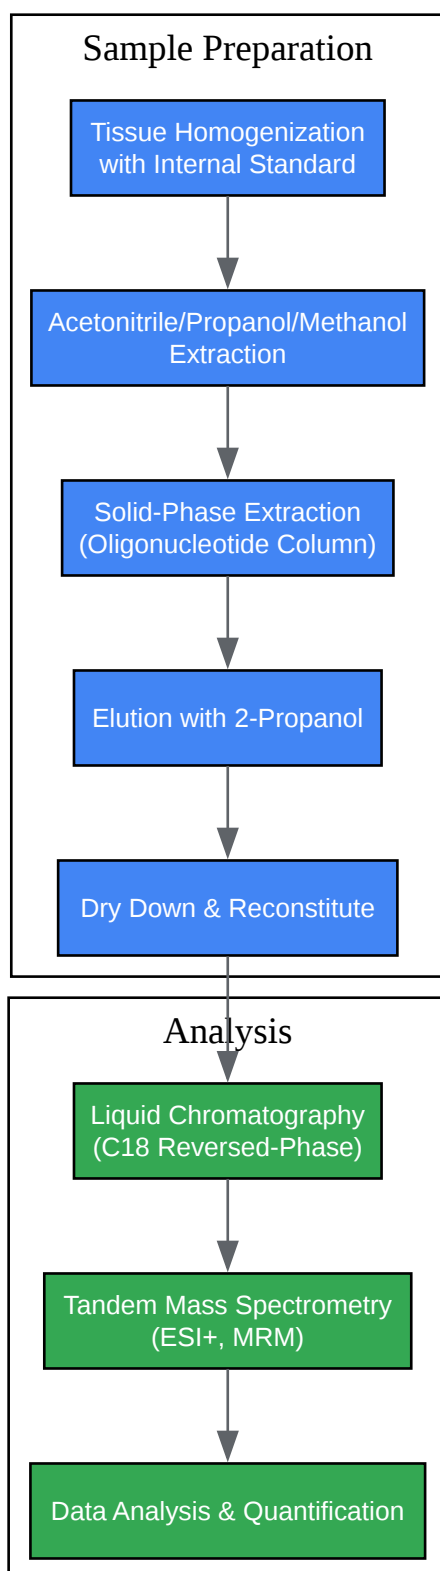 Sample Preparation
Tissue Homogenization
with Internal Standard
Acetonitrile/Propanol/Methanol
Extraction
Solid-Phase Extraction
(Oligonucleotide Column)
Elution with 2-Propanol
Dry Down & Reconstitute
Analysis
Liquid Chromatography
(C18 Reversed-Phase)
Tandem Mass Spectrometry
(ESI+, MRM)
Data Analysis & Quantification